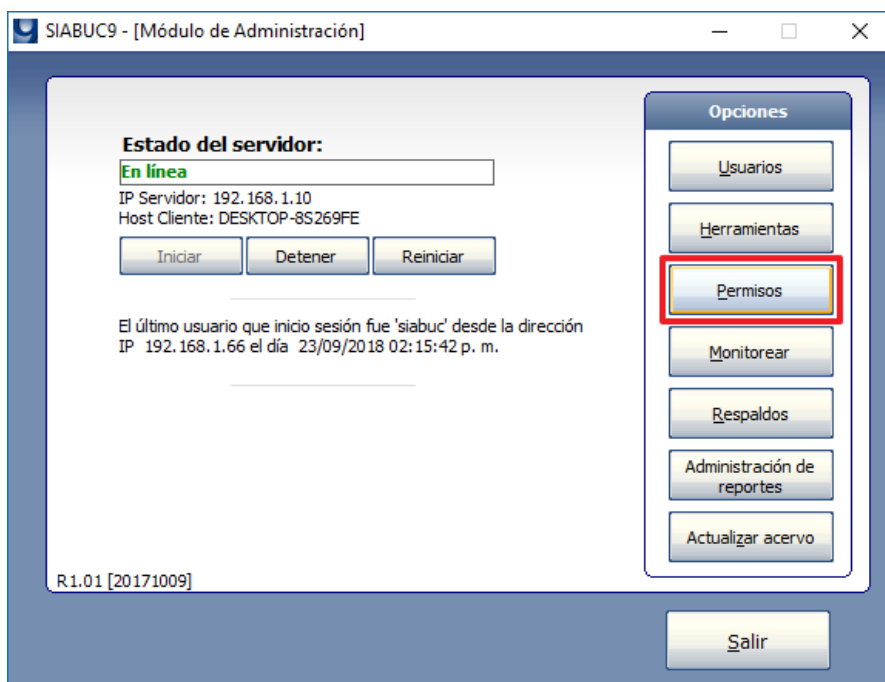 SIABUC9 - [Módulo de Administración]
Estado del servidor:
En línea
IP Servidor: 192.168.1.10
Host Cliente: DESKTOP-8S269FE
Iniciar
Detener
Reiniciar
El último usuario que inicio sesión fue 'siabuc' desde la dirección
IP 192.168.1.66 el día 23/09/2018 02:15:42 p. m.
R1.01 [20171009]
Opciones
Usuarios
Herramientas
Permisos
Monitorear
Respaldos
Administración de
reportes
Actualizar acervo
Salir